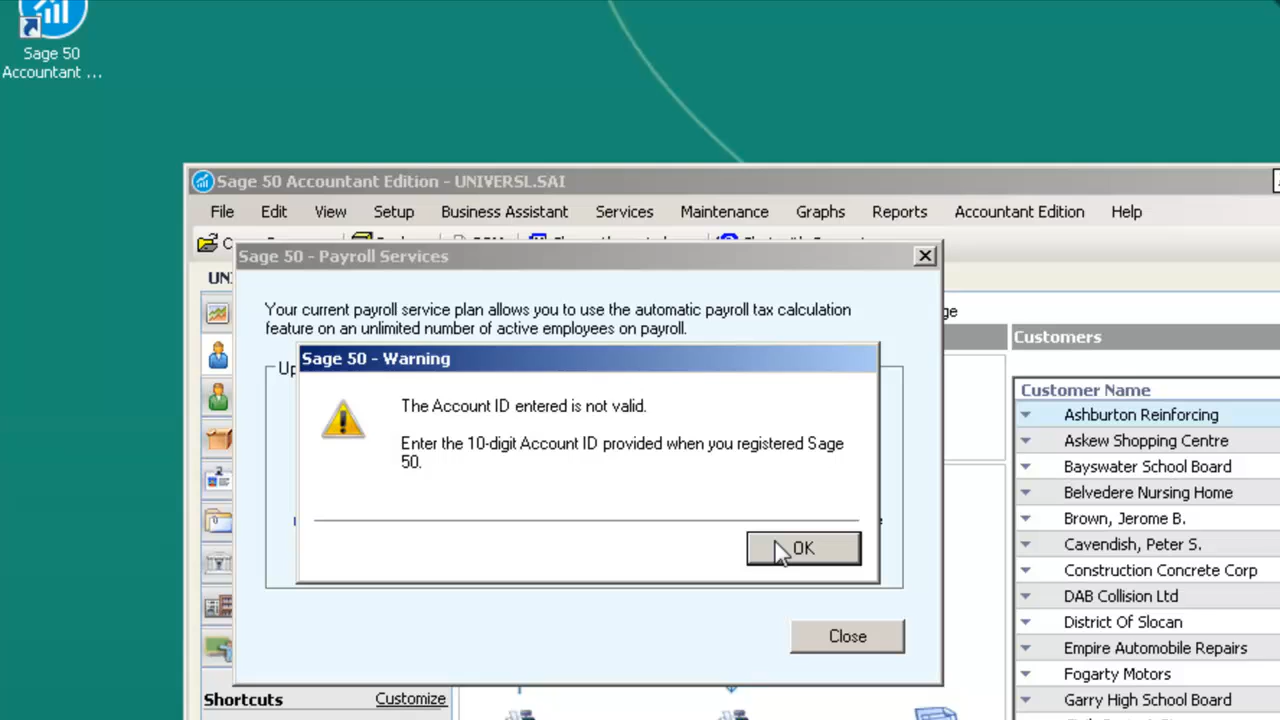 Sage 50
Accountant ...
Sage 50 Accountant Edition - UNIVERSL.SAI
File Edit View Setup Business Assistant Services Maintenance Graphs Reports Accountant Edition Help
Sage 50 - Payroll Services
UNI
Your current payroll service plan allows you to use the automatic payroll tax calculation
feature on an unlimited number of active employees on payroll.
ge
Customers
Up
Sage 50 - Warning
The Account ID entered is not valid.
Enter the 10-digit Account ID provided when you registered Sage
50.
OK
Close
Customer Name
Ashburton Reinforcing
Askew Shopping Centre
Bayswater School Board
Belvedere Nursing Home
Brown, Jerome B.
Cavendish, Peter S.
Construction Concrete Corp
DAB Collision Ltd
District Of Slocan
Empire Automobile Repairs
Fogarty Motors
Garry High School Board
Shortcuts Customize